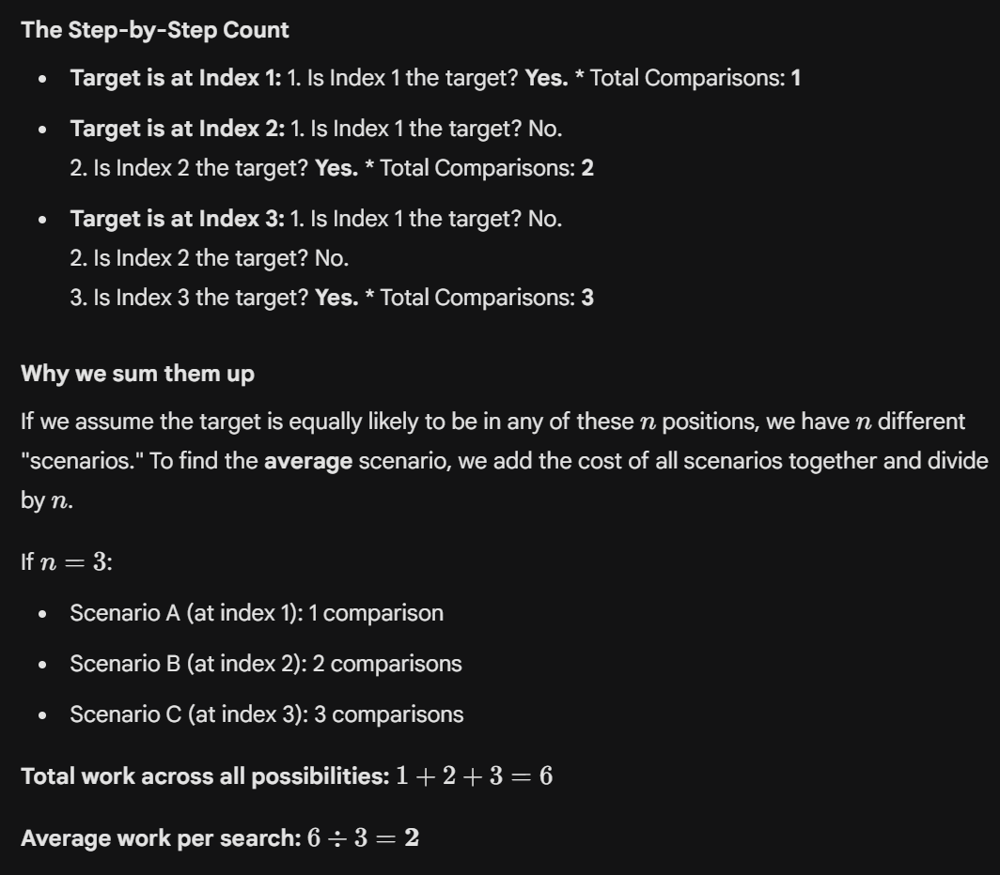 The Step-by-Step Count
• Target is at Index 1: 1. Is Index 1 the target? Yes. * Total Comparisons: 1
• Target is at Index 2: 1. Is Index 1 the target? No.
2. Is Index 2 the target? Yes. * Total Comparisons: 2
• Target is at Index 3: 1. Is Index 1 the target? No.
2. Is Index 2 the target? No.
3. Is Index 3 the target? Yes. * Total Comparisons: 3
Why we sum them up
If we assume the target is equally likely to be in any of these n positions, we have n different
"scenarios." To find the average scenario, we add the cost of all scenarios together and divide
by n.
If n = 3:
• Scenario A (at index 1): 1 comparison
• Scenario B (at index 2): 2 comparisons
• Scenario C (at index 3): 3 comparisons
Total work across all possibilities: 1 + 2 + 3 = 6
Average work per search: 6 ÷ 3 = 2